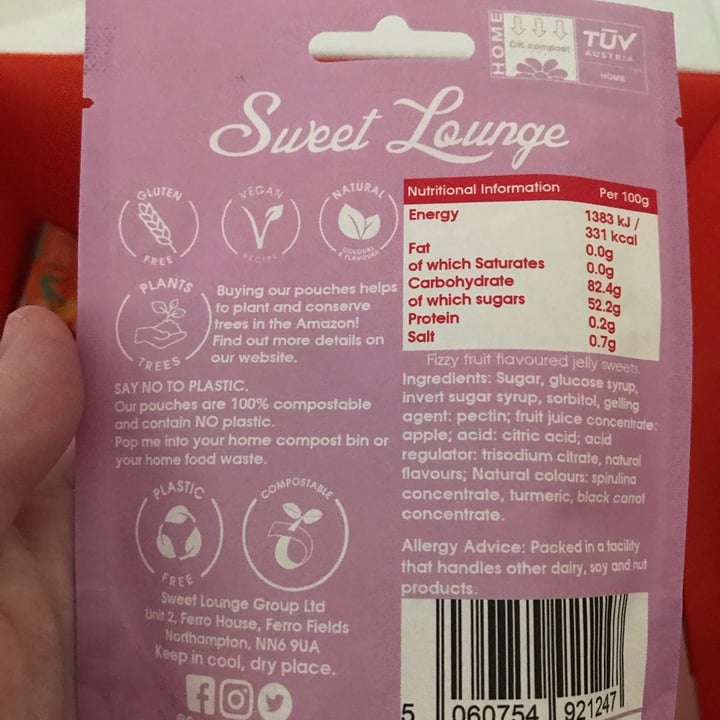 HOME
OK compost
TÜV
AUSTRIA
HOME
Sweet Lounge
GLUTEN
FREE
VEGAN
RECIPE
NATURAL
COLOURS
& FLAVOURS
PLANTS
TREES
Buying our pouches helps
to plant and conserve
trees in the Amazon!
Find out more details on
our website.
SAY NO TO PLASTIC.
Our pouches are 100% compostable
and contain NO plastic.
Pop me into your home compost bin or
your home food waste.
PLASTIC
FREE
COMPOSTABLE
Sweet Lounge Group Ltd
Unit 2, Ferro House, Ferro Fields
Northampton, NN6 9UA
Keep in cool, dry place.
Nutritional Information Per 100g
Energy 1383 kJ /
331 kcal
Fat 0.0g
of which Saturates 0.0g
Carbohydrate 82.4g
of which sugars 52.2g
Protein 0.2g
Salt 0.7g
Fizzy fruit flavoured jelly sweets.
Ingredients: Sugar, glucose syrup,
invert sugar syrup, sorbitol, gelling
agent: pectin; fruit juice concentrate:
apple; acid: citric acid; acid
regulator: trisodium citrate, natural
flavours; Natural colours: spirulina
concentrate, turmeric, black carrot
concentrate.
Allergy Advice: Packed in a facility
that handles other dairy, soy and nut
products.
5 060754 921247